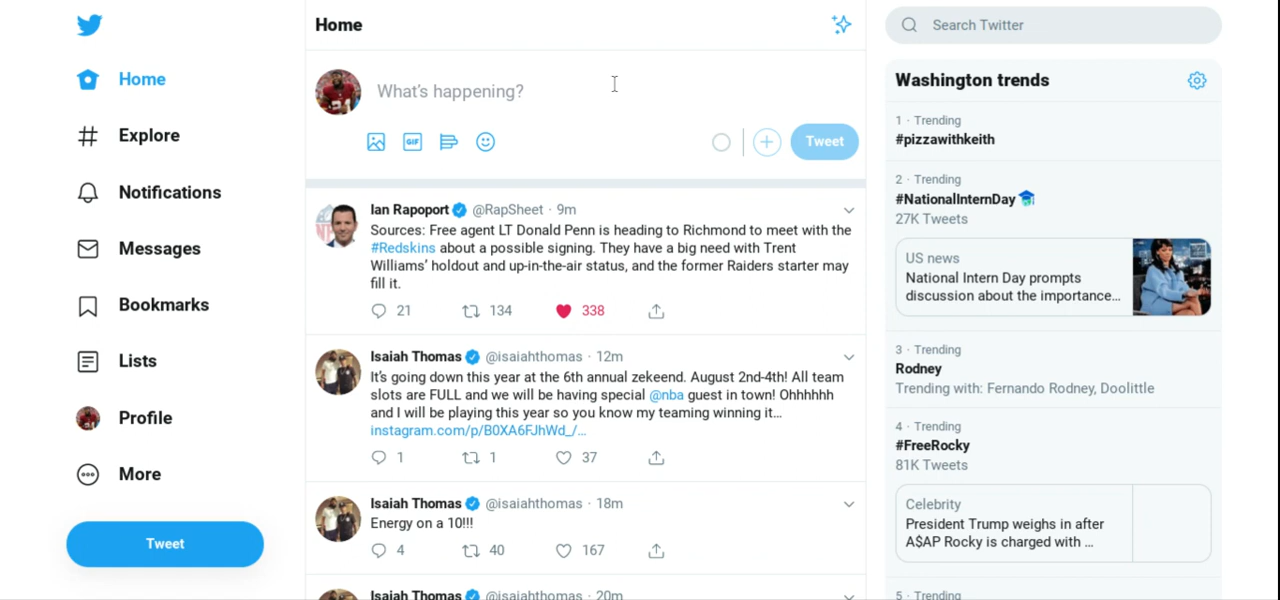 Home
Explore
Notifications
Messages
Bookmarks
Lists
Profile
More
Tweet
Home
What's happening?
GIF
Tweet
Ian Rapoport @RapSheet · 9m
Sources: Free agent LT Donald Penn is heading to Richmond to meet with the
#Redskins about a possible signing. They have a big need with Trent
Williams' holdout and up-in-the-air status, and the former Raiders starter may
fill it.
21 134 338
Isaiah Thomas @isaiahthomas · 12m
It's going down this year at the 6th annual zekeend. August 2nd-4th! All team
slots are FULL and we will be having special @nba guest in town! Ohhhhhh
and I will be playing this year so you know my teaming winning it...
instagram.com/p/B0XA6FJhWd_/...
1 1 37
Isaiah Thomas @isaiahthomas · 18m
Energy on a 10!!!
4 40 167
Isaiah Thomas @isaiahthomas · 20m
Search Twitter
Washington trends
1 · Trending
#pizzawithkeith
2 · Trending
#NationalInternDay
27K Tweets
US news
National Intern Day prompts
discussion about the importance...
3 · Trending
Rodney
Trending with: Fernando Rodney, Doolittle
4 · Trending
#FreeRocky
81K Tweets
Celebrity
President Trump weighs in after
A$AP Rocky is charged with ...
5 · Trending